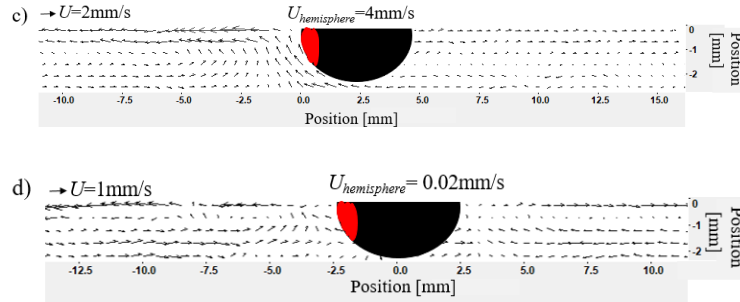 c) → U=2mm/s U_hemisphere=4mm/s
0
-1
-2
Position [mm]
-10.0 -7.5 -5.0 -2.5 0.0 2.5 5.0 7.5 10.0 12.5 15.0
Position [mm]
d) → U=1mm/s U_hemisphere= 0.02mm/s
0
-1
-2
Position [mm]
-12.5 -10.0 -7.5 -5.0 -2.5 0.0 2.5 5.0 7.5 10.0
Position [mm]